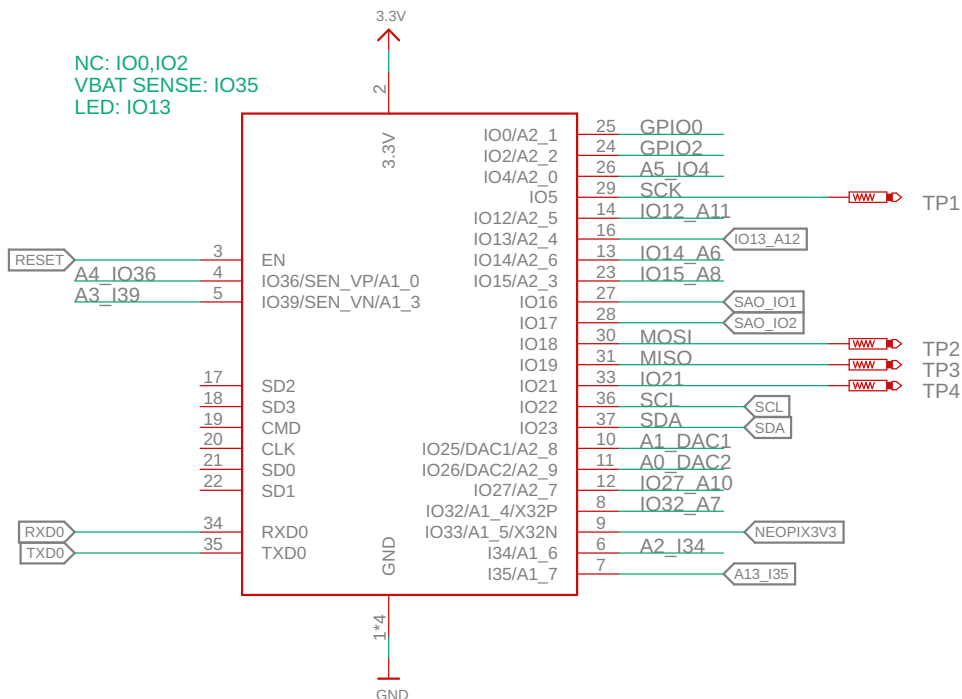 3.3V
NC: IO0,IO2
VBAT SENSE: IO35
LED: IO13
2
3.3V
IO0/A2_1 25 GPIO0
IO2/A2_2 24 GPIO2
IO4/A2_0 26 A5_IO4
IO5 29 SCK TP1
IO12/A2_5 14 IO12_A11
IO13/A2_4 16 IO13_A12
RESET 3 EN IO14/A2_6 13 IO14_A6
A4_IO36 4 IO36/SEN_VP/A1_0 IO15/A2_3 23 IO15_A8
A3_I39 5 IO39/SEN_VN/A1_3 IO16 27 SAO_IO1
IO17 28 SAO_IO2
IO18 30 MOSI TP2
IO19 31 MISO TP3
17 SD2 IO21 33 IO21 TP4
18 SD3 IO22 36 SCL SCL
19 CMD IO23 37 SDA SDA
20 CLK IO25/DAC1/A2_8 10 A1_DAC1
21 SD0 IO26/DAC2/A2_9 11 A0_DAC2
22 SD1 IO27/A2_7 12 IO27_A10
IO32/A1_4/X32P 8 IO32_A7
RXD0 34 RXD0 IO33/A1_5/X32N 9 NEOPIX3V3
TXD0 35 TXD0 I34/A1_6 6 A2_I34
I35/A1_7 7 A13_I35
GND
1*4
GND